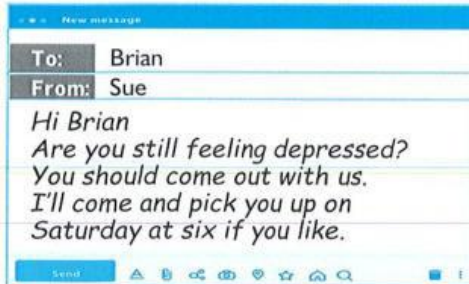 New message
To: Brian
From: Sue
Hi Brian
Are you still feeling depressed?
You should come out with us.
I'll come and pick you up on
Saturday at six if you like.
Send